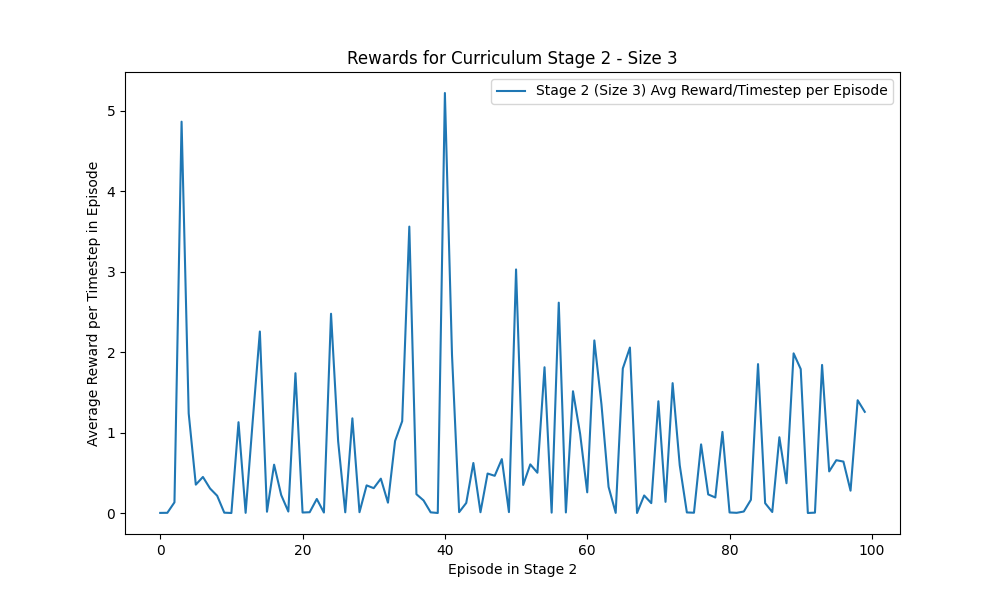 Rewards for Curriculum Stage 2 - Size 3
Stage 2 (Size 3) Avg Reward/Timestep per Episode
Average Reward per Timestep in Episode
5
4
3
2
1
0
0 20 40 60 80 100
Episode in Stage 2